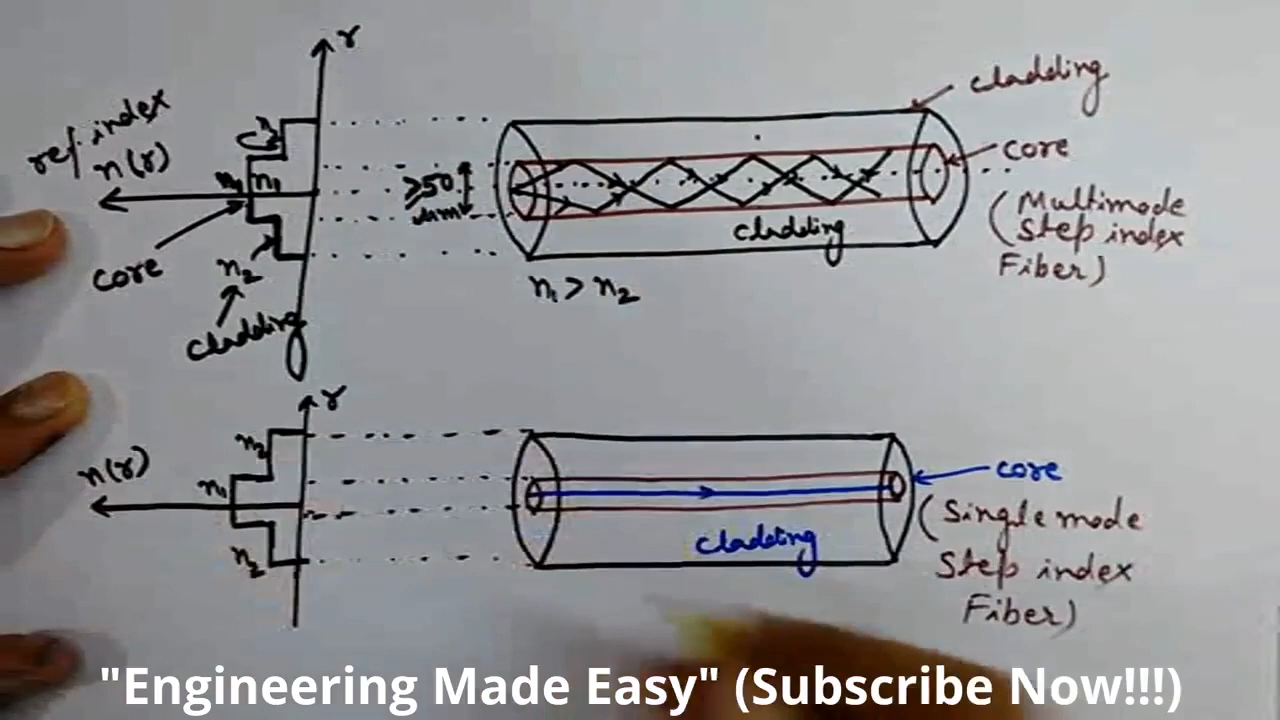 r
ref index
n(r)
n₁
n₁
≥50
μm
core
n₂
cladding
cladding
core
(Multimode
Step index
Fiber)
cladding
n₁ > n₂
r
n(r)
n₂
n₁
n₂
core
cladding
(Single mode
Step index
Fiber)
"Engineering Made Easy" (Subscribe Now!!!)